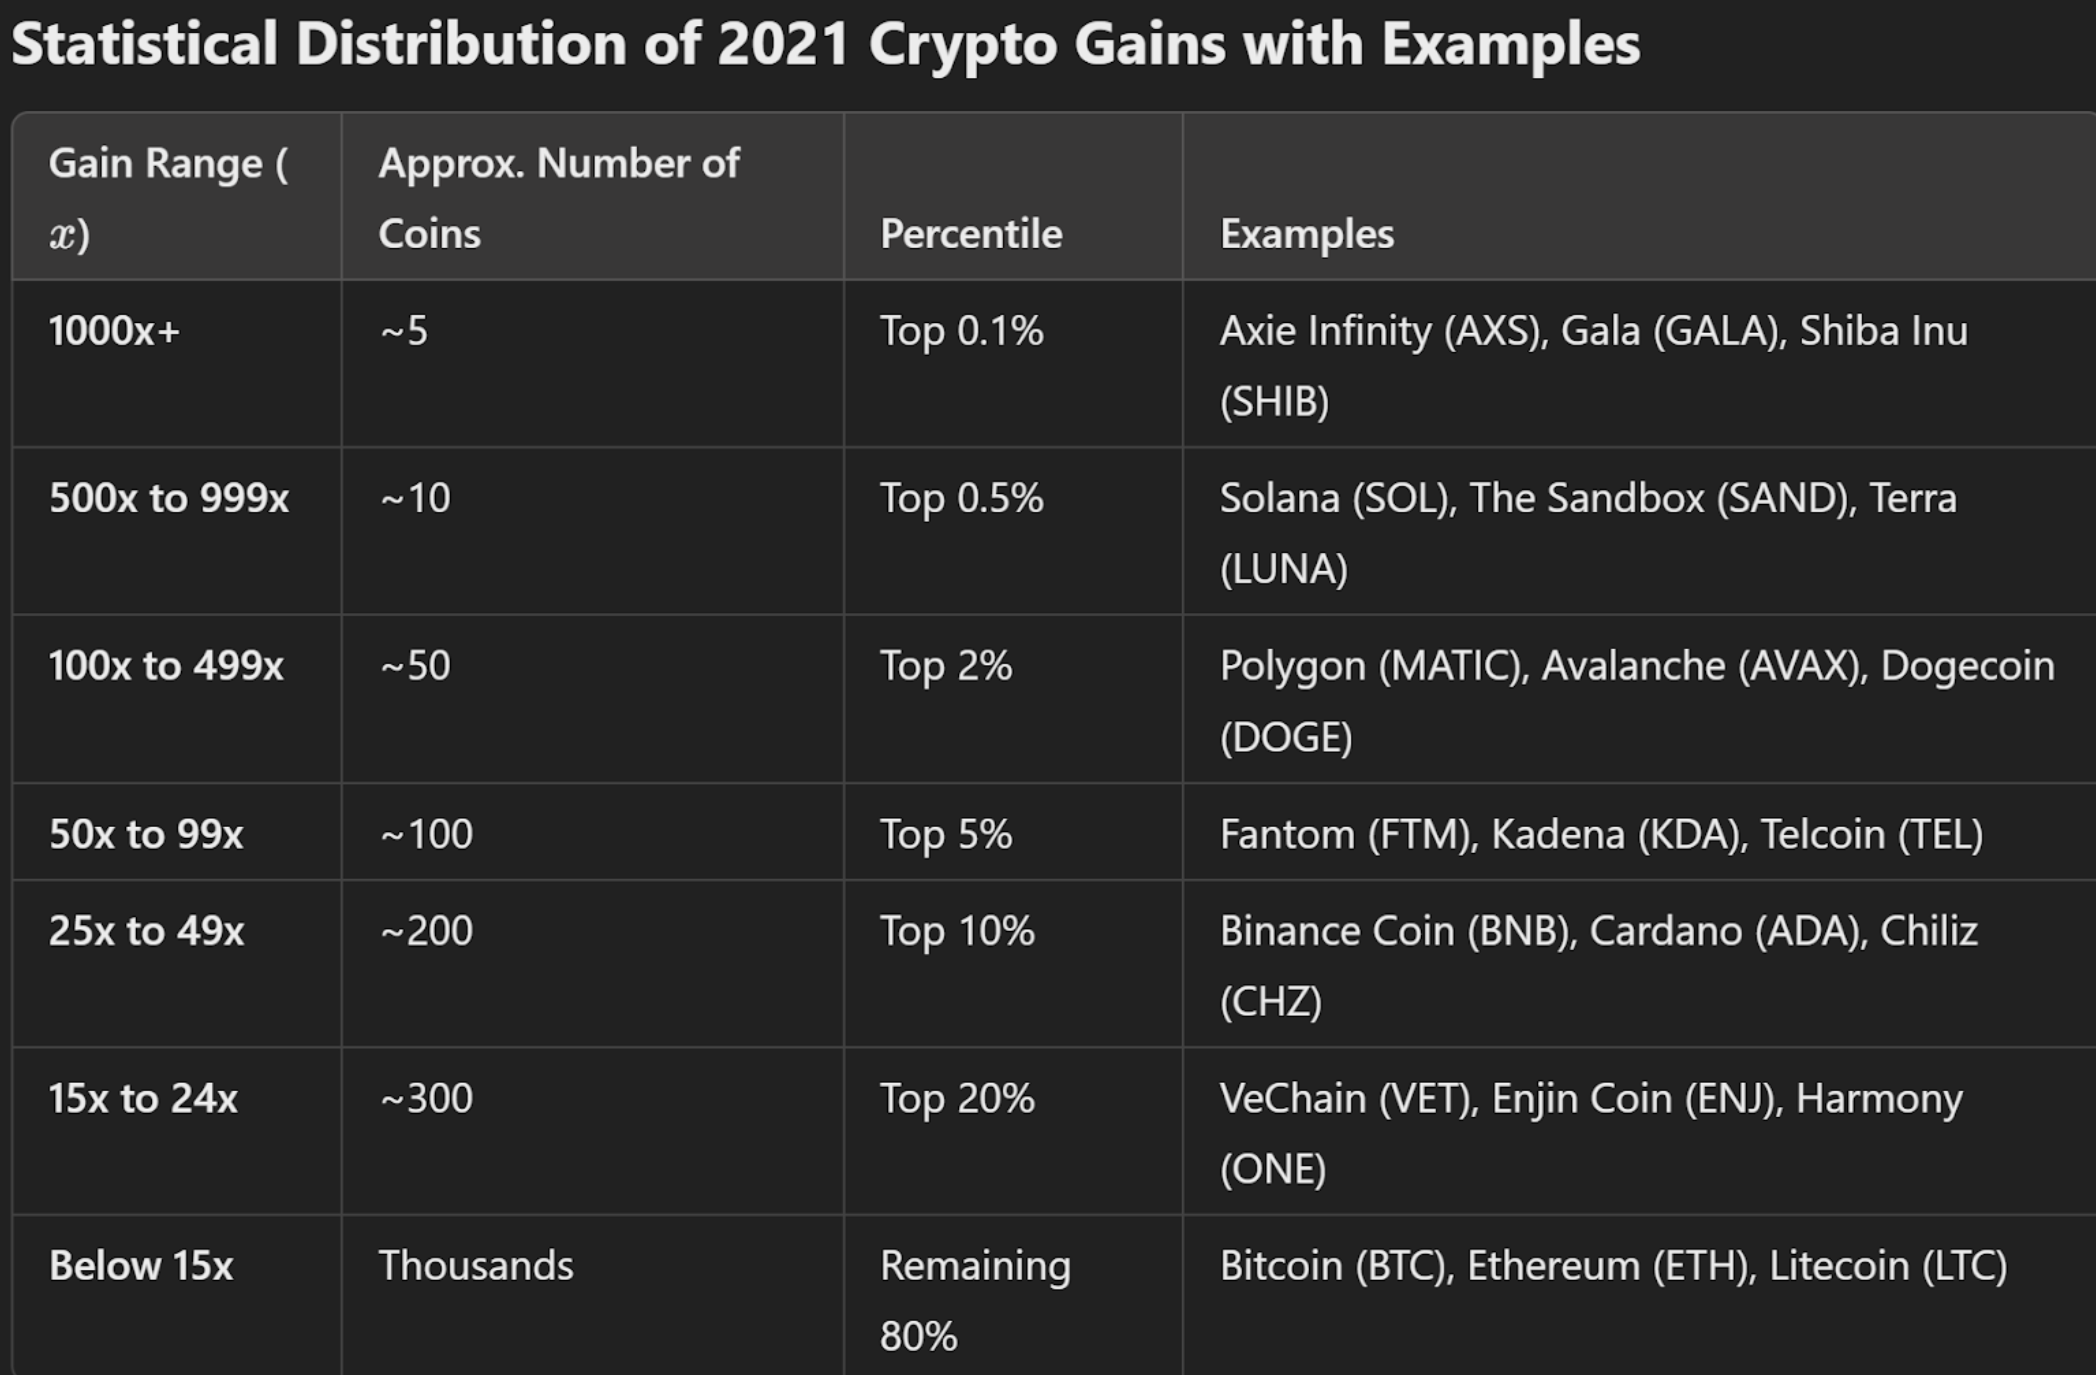 Statistical Distribution of 2021 Crypto Gains with Examples
Gain Range (
x)
Approx. Number of
Coins
Percentile
Examples
1000x+
~5
Top 0.1%
Axie Infinity (AXS), Gala (GALA), Shiba Inu
(SHIB)
500x to 999x
~10
Top 0.5%
Solana (SOL), The Sandbox (SAND), Terra
(LUNA)
100x to 499x
~50
Top 2%
Polygon (MATIC), Avalanche (AVAX), Dogecoin
(DOGE)
50x to 99x
~100
Top 5%
Fantom (FTM), Kadena (KDA), Telcoin (TEL)
25x to 49x
~200
Top 10%
Binance Coin (BNB), Cardano (ADA), Chiliz
(CHZ)
15x to 24x
~300
Top 20%
VeChain (VET), Enjin Coin (ENJ), Harmony
(ONE)
Below 15x
Thousands
Remaining
80%
Bitcoin (BTC), Ethereum (ETH), Litecoin (LTC)